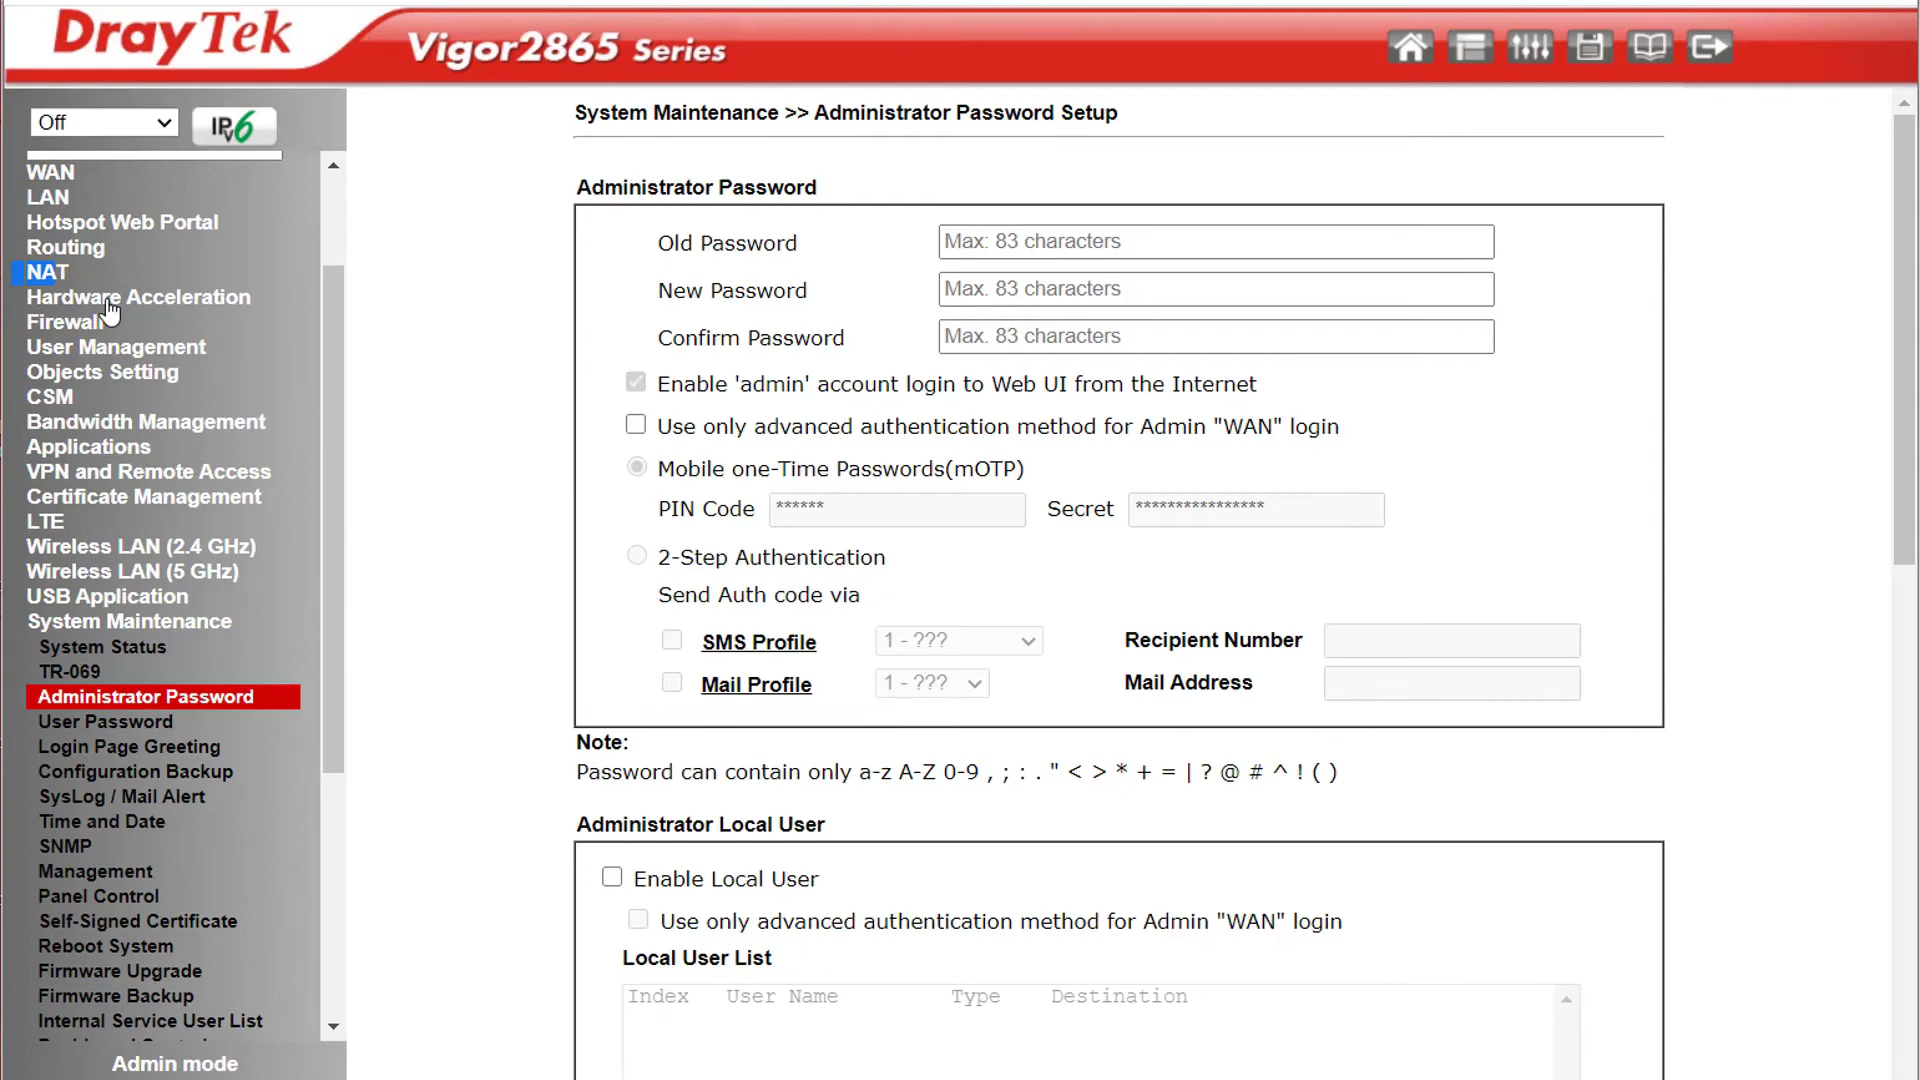 DrayTek
Vigor2865 Series
Off
IPv6
WAN
LAN
Hotspot Web Portal
Routing
NAT
Hardware Acceleration
Firewall
User Management
Objects Setting
CSM
Bandwidth Management
Applications
VPN and Remote Access
Certificate Management
LTE
Wireless LAN (2.4 GHz)
Wireless LAN (5 GHz)
USB Application
System Maintenance
System Status
TR-069
Administrator Password
User Password
Login Page Greeting
Configuration Backup
SysLog / Mail Alert
Time and Date
SNMP
Management
Panel Control
Self-Signed Certificate
Reboot System
Firmware Upgrade
Firmware Backup
Internal Service User List
Admin mode
System Maintenance >> Administrator Password Setup
Administrator Password
Old Password Max: 83 characters
New Password Max. 83 characters
Confirm Password Max. 83 characters
Enable 'admin' account login to Web UI from the Internet
Use only advanced authentication method for Admin "WAN" login
Mobile one-Time Passwords(mOTP)
PIN Code ****** Secret ****************
2-Step Authentication
Send Auth code via
SMS Profile 1 - ??? Recipient Number
Mail Profile 1 - ??? Mail Address
Note:
Password can contain only a-z A-Z 0-9 , ; : . " < > * + = | ? @ # ^ ! ( )
Administrator Local User
Enable Local User
Use only advanced authentication method for Admin "WAN" login
Local User List
Index User Name Type Destination